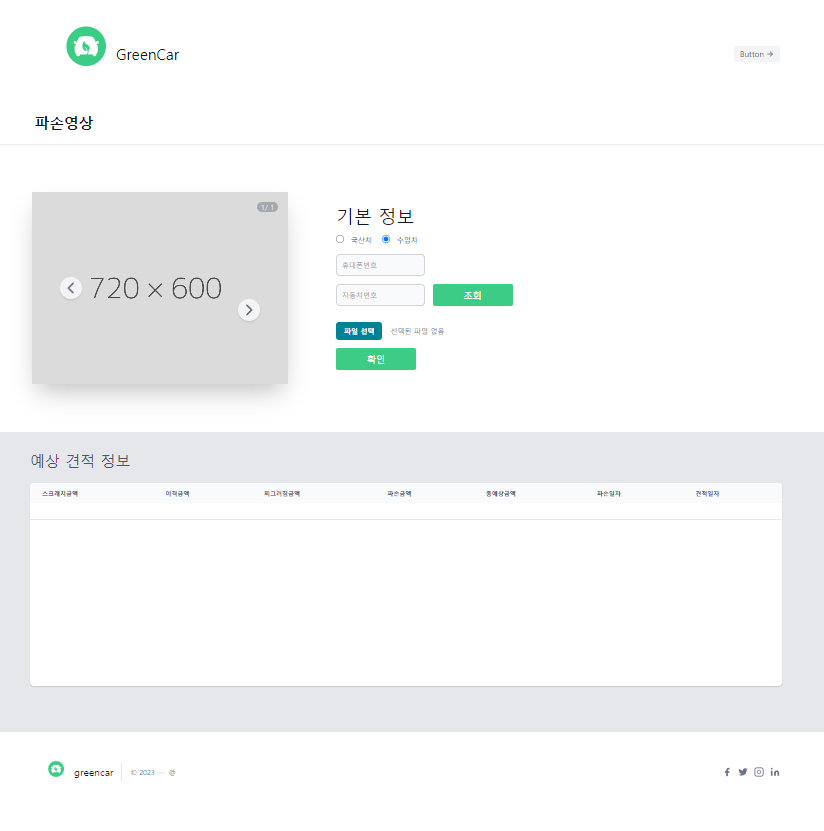 GreenCar
Button →
파손영상
1/ 1
720 × 600
기본 정보
국산차 수입차
휴대폰번호
자동차번호 조회
파일 선택 선택된 파일 없음
확인
예상 견적 정보
스크래치금액 이격금액 찌그러짐금액 파손금액 총예상금액 파손일자 견적일자
greencar © 2023 — @